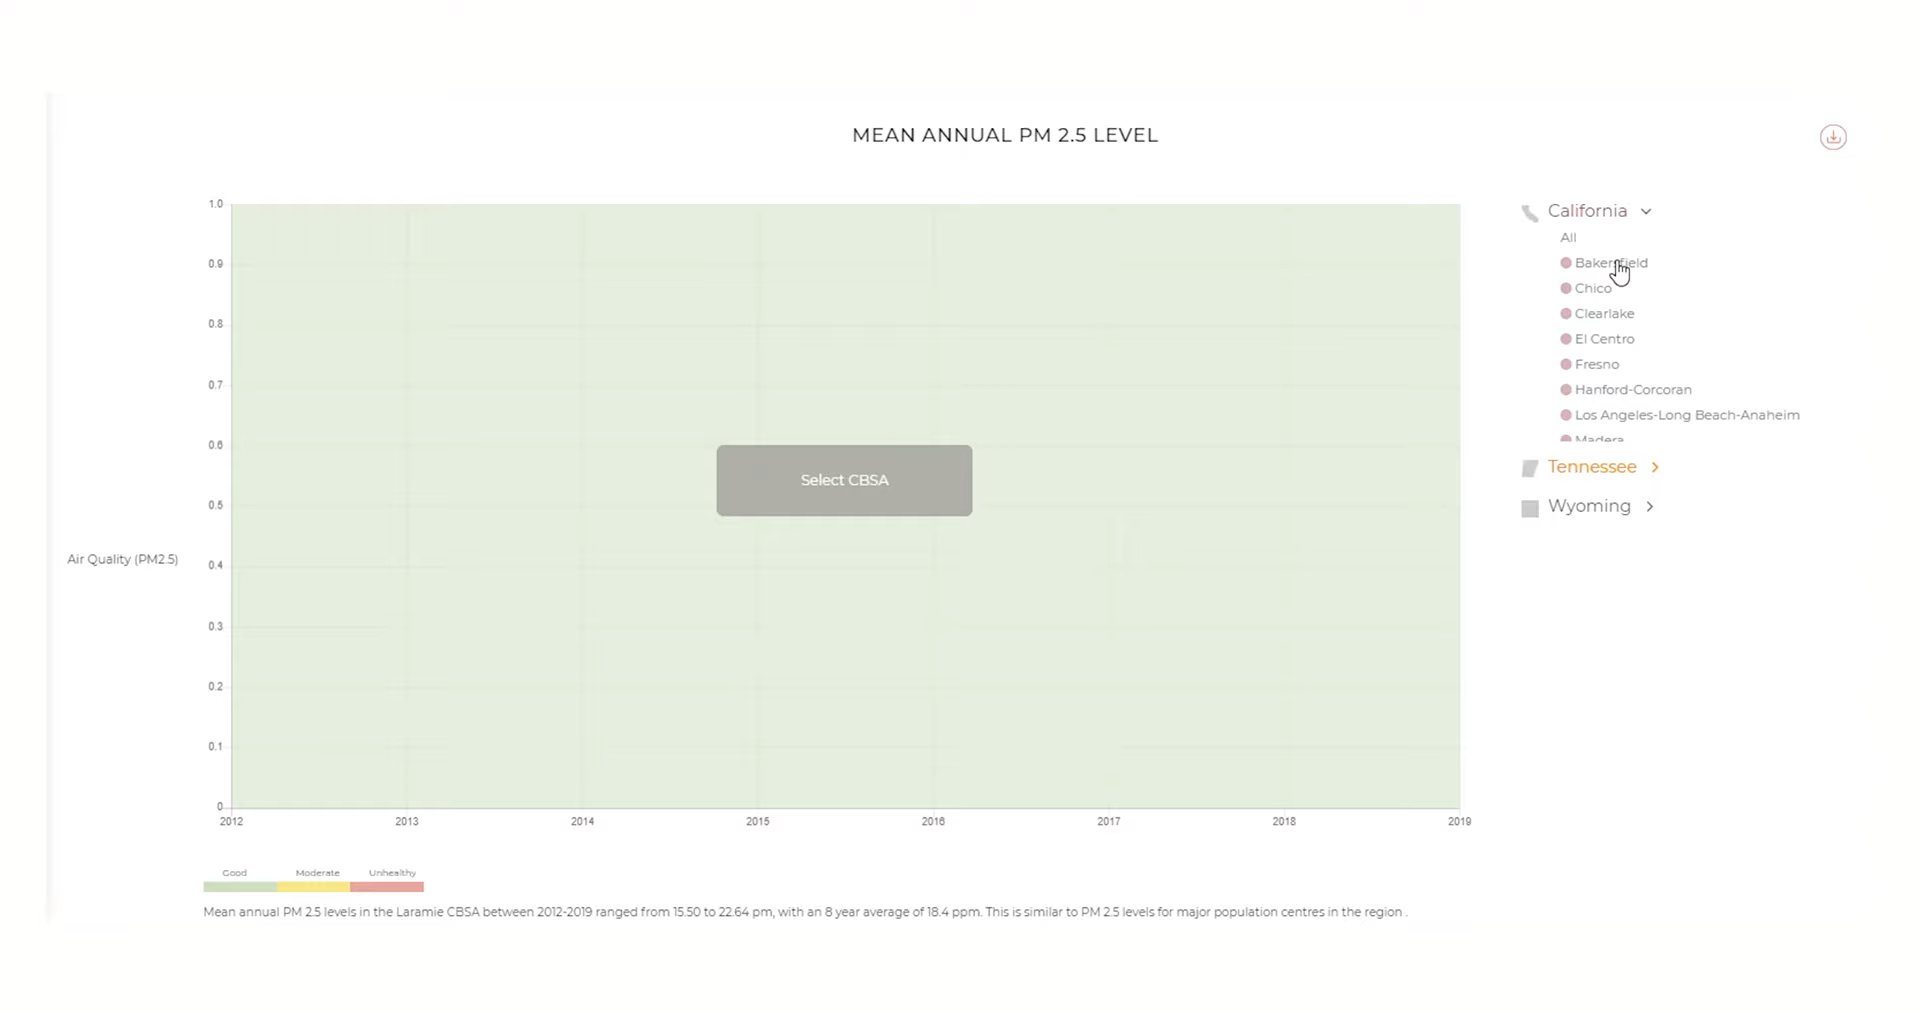 MEAN ANNUAL PM 2.5 LEVEL
1.0
0.9
0.8
0.7
0.6
0.5
0.4
0.3
0.2
0.1
0
Air Quality (PM2.5)
Select CBSA
2012 2013 2014 2015 2016 2017 2018 2019
California
All
Bakersfield
Chico
Clearlake
El Centro
Fresno
Hanford-Corcoran
Los Angeles-Long Beach-Anaheim
Madera
Tennessee
Wyoming
Good Moderate Unhealthy
Mean annual PM 2.5 levels in the Laramie CBSA between 2012-2019 ranged from 15.50 to 22.64 pm, with an 8 year average of 18.4 ppm. This is similar to PM 2.5 levels for major population centres in the region .